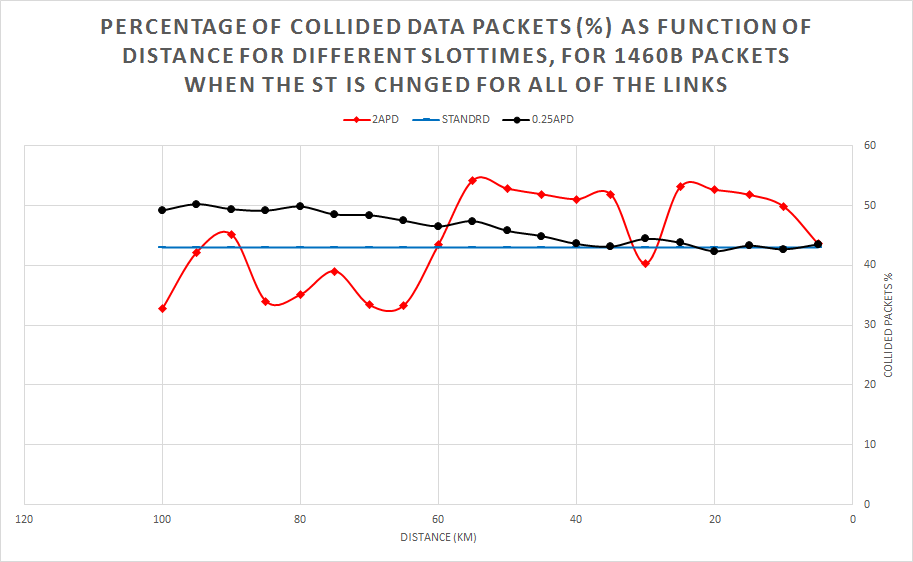 PERCENTAGE OF COLLIDED DATA PACKETS (%) AS FUNCTION OF
DISTANCE FOR DIFFERENT SLOTTIMES, FOR 1460B PACKETS
WHEN THE ST IS CHNGED FOR ALL OF THE LINKS
2APD STANDRD 0.25APD
60
50
40
30
20
10
0
COLLIDED PACKETS %
120 100 80 60 40 20 0
DISTANCE (KM)